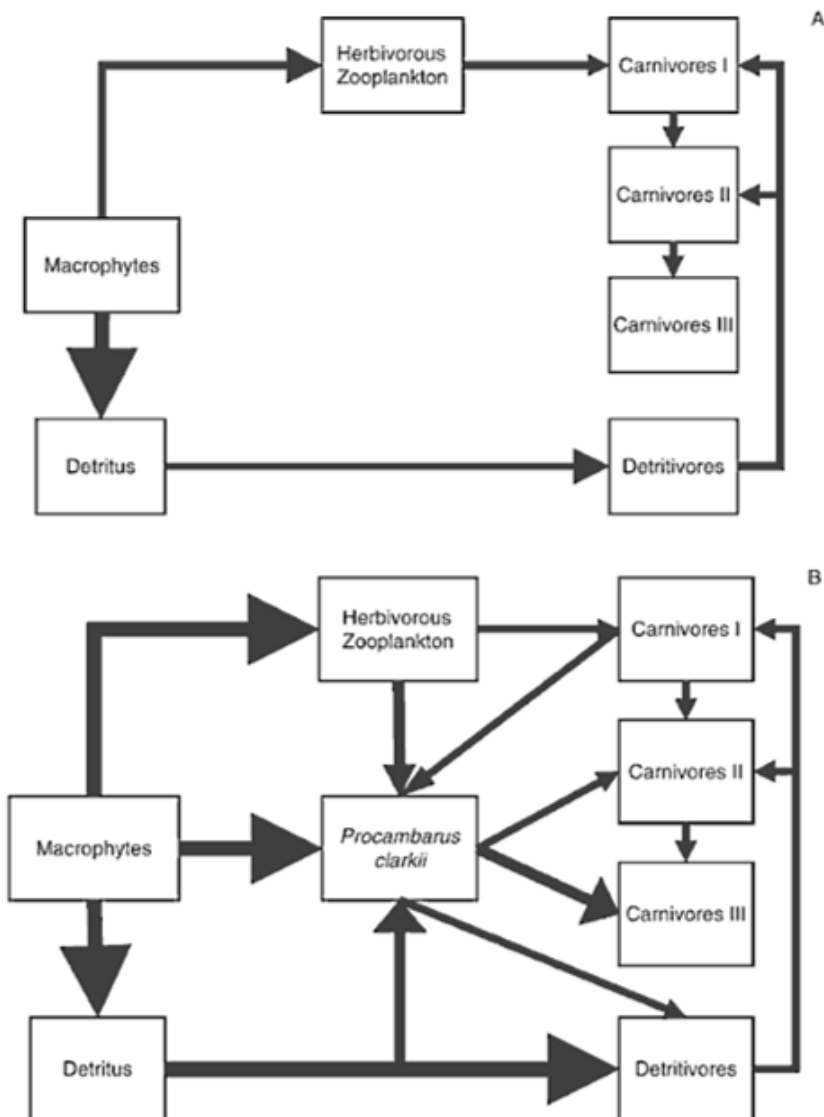 A
Herbivorous
Zooplankton
Carnivores I
Carnivores II
Macrophytes
Carnivores III
Detritus
Detritivores
B
Herbivorous
Zooplankton
Carnivores I
Carnivores II
Macrophytes
Procambarus
clarkii
Carnivores III
Detritus
Detritivores